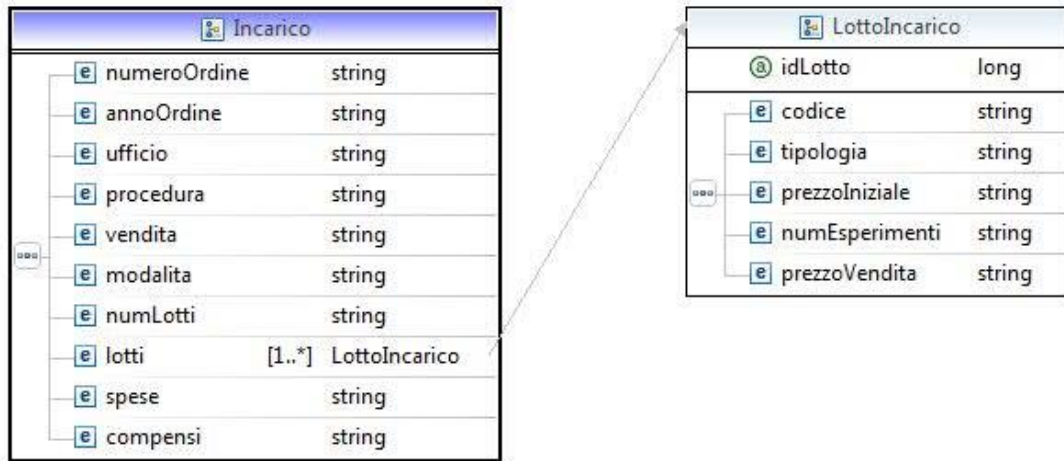 Incarico
e numeroOrdine string
e annoOrdine string
e ufficio string
e procedura string
e vendita string
e modalita string
e numLotti string
e lotti [1..*] LottoIncarico
e spese string
e compensi string
LottoIncarico
a idLotto long
e codice string
e tipologia string
e prezzoIniziale string
e numEsperimenti string
e prezzoVendita string